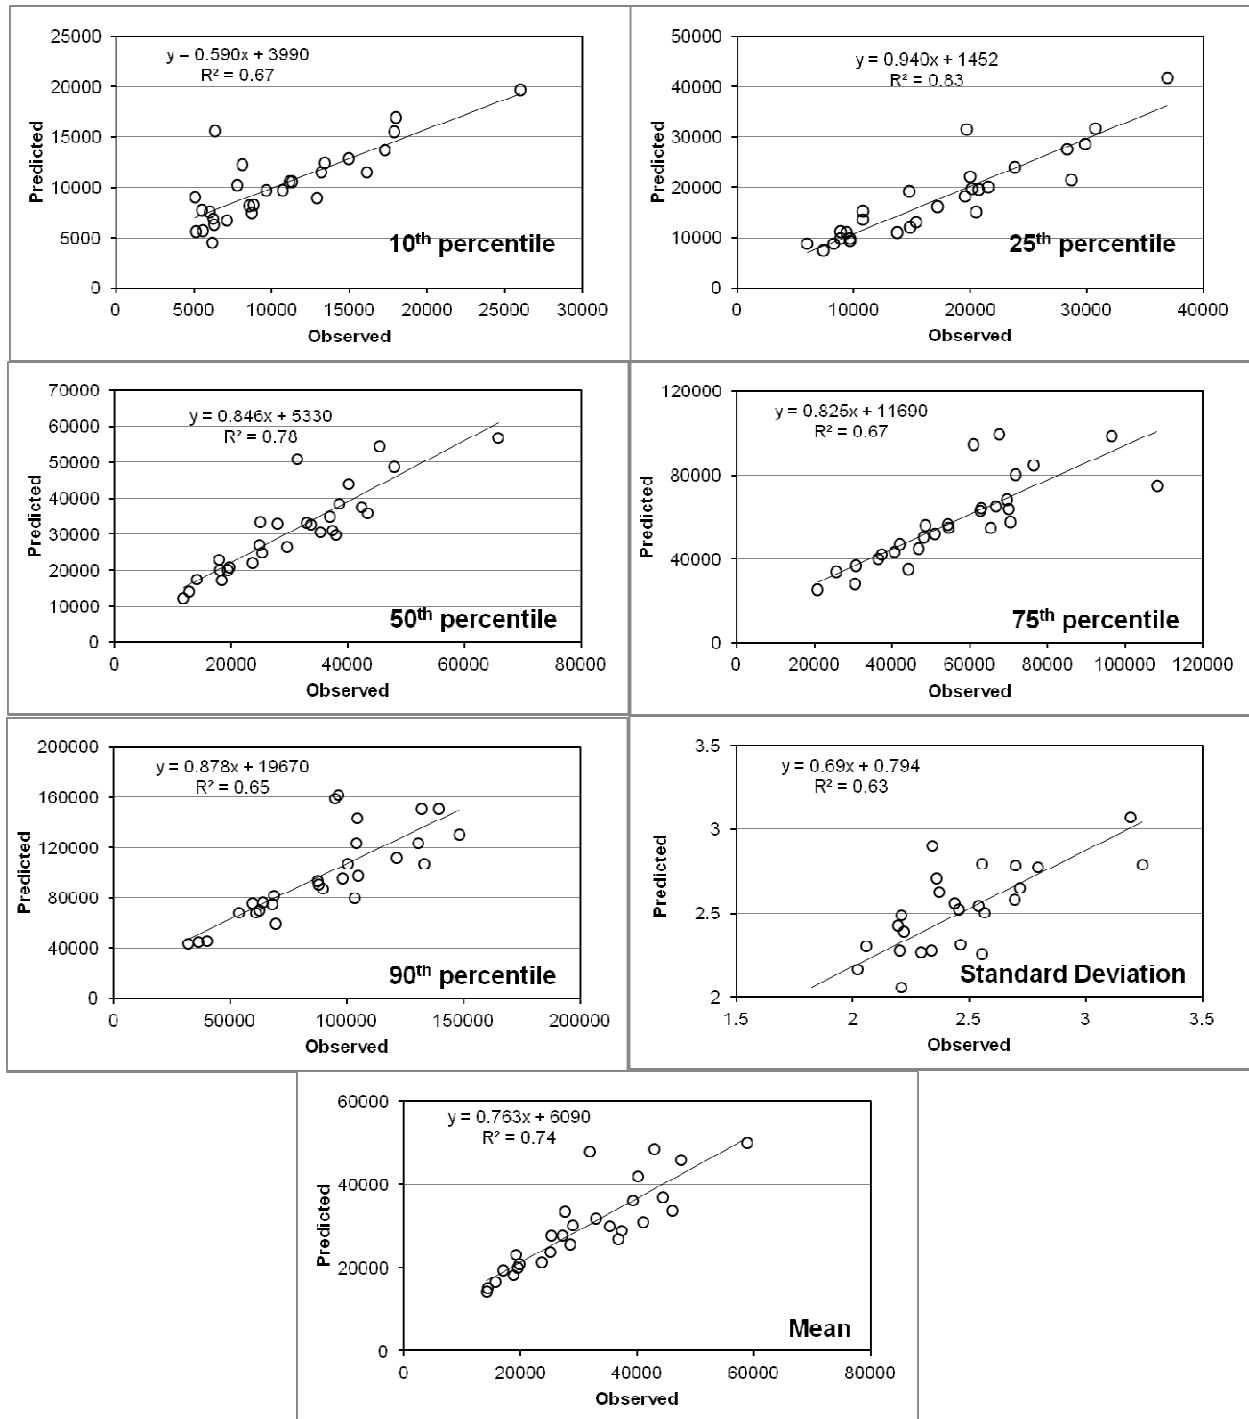 25000
20000
15000
10000
5000
0
0 5000 10000 15000 20000 25000 30000
Predicted
Observed
y = 0.590x + 3990
R² = 0.67
10th percentile
50000
40000
30000
20000
10000
0
0 10000 20000 30000 40000
Predicted
Observed
y = 0.940x + 1452
R² = 0.83
25th percentile
70000
60000
50000
40000
30000
20000
10000
0
0 20000 40000 60000 80000
Predicted
Observed
y = 0.846x + 5330
R² = 0.78
50th percentile
120000
80000
40000
0
0 20000 40000 60000 80000 100000 120000
Predicted
Observed
y = 0.825x + 11690
R² = 0.67
75th percentile
200000
160000
120000
80000
40000
0
0 50000 100000 150000 200000
Predicted
Observed
y = 0.878x + 19670
R² = 0.65
90th percentile
3.5
3
2.5
2
1.5 2 2.5 3 3.5
Predicted
Observed
y = 0.69x + 0.794
R² = 0.63
Standard Deviation
60000
40000
20000
0
0 20000 40000 60000 80000
Predicted
Observed
y = 0.763x + 6090
R² = 0.74
Mean